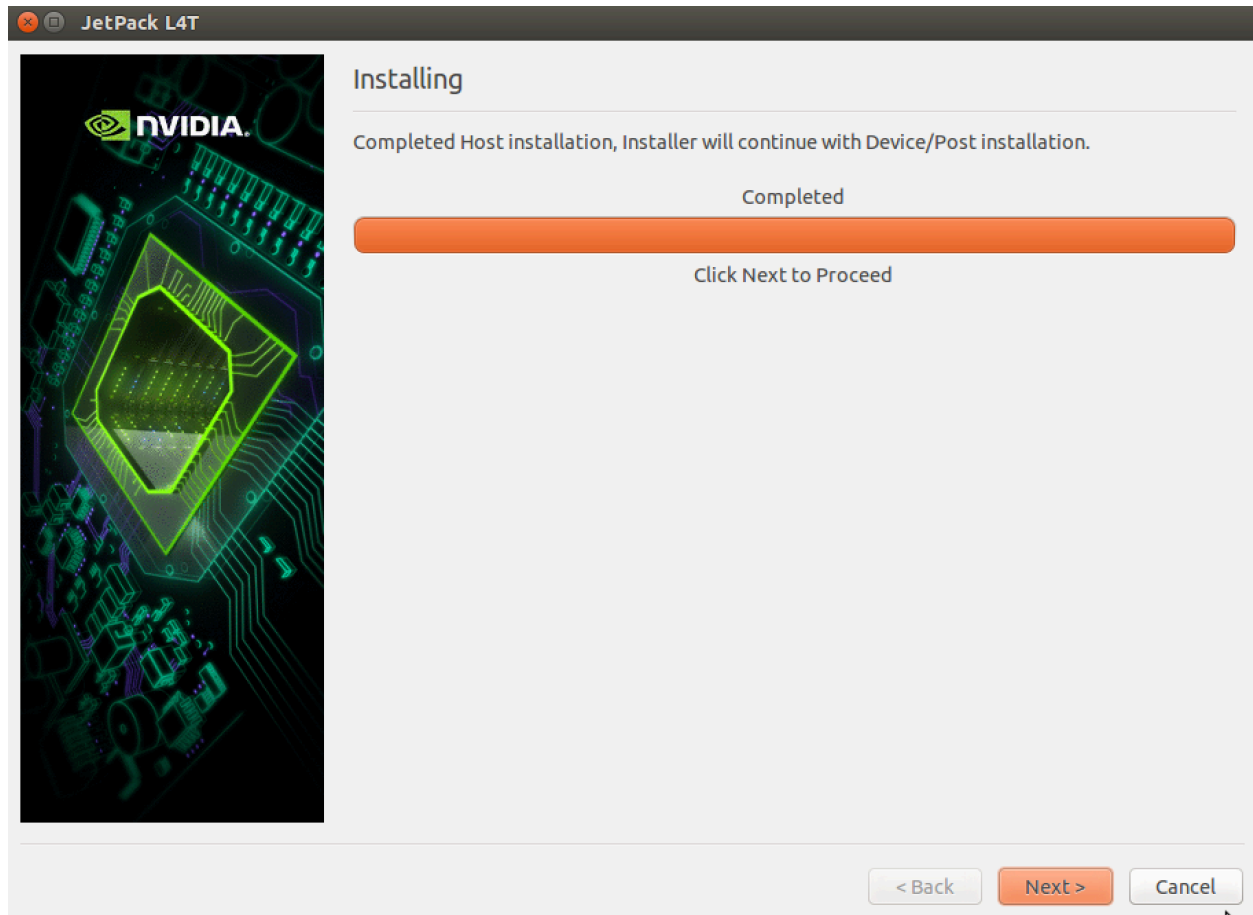 JetPack L4T
NVIDIA.
Installing
Completed Host installation, Installer will continue with Device/Post installation.
Completed
Click Next to Proceed
< Back
Next >
Cancel